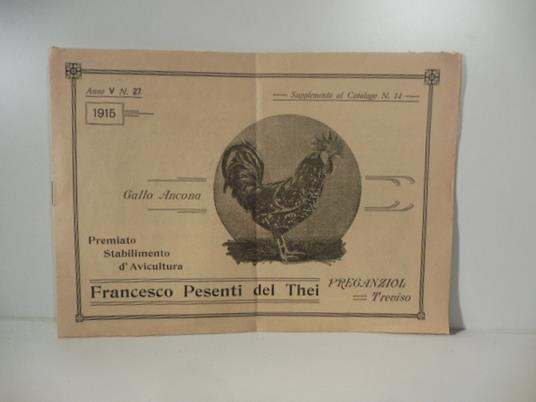 Anno V N. 27
Supplemento al Catalogo N. 14
1915
Gallo Ancona
Premiato
Stabilimento
d'Avicultura
Francesco Pesenti del Thei
PREGANZIOL
Treviso